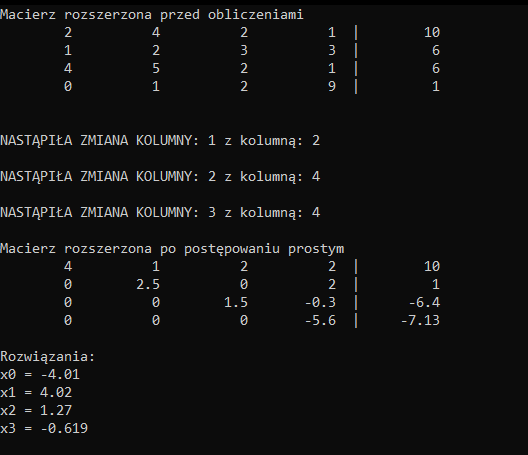 Macierz rozszerzona przed obliczeniami
2 4 2 1 | 10
1 2 3 3 | 6
4 5 2 1 | 6
0 1 2 9 | 1
NASTĄPIŁA ZMIANA KOLUMNY: 1 z kolumną: 2
NASTĄPIŁA ZMIANA KOLUMNY: 2 z kolumną: 4
NASTĄPIŁA ZMIANA KOLUMNY: 3 z kolumną: 4
Macierz rozszerzona po postępowaniu prostym
4 1 2 2 | 10
0 2.5 0 2 | 1
0 0 1.5 -0.3 | -6.4
0 0 0 -5.6 | -7.13
Rozwiązania:
x0 = -4.01
x1 = 4.02
x2 = 1.27
x3 = -0.619